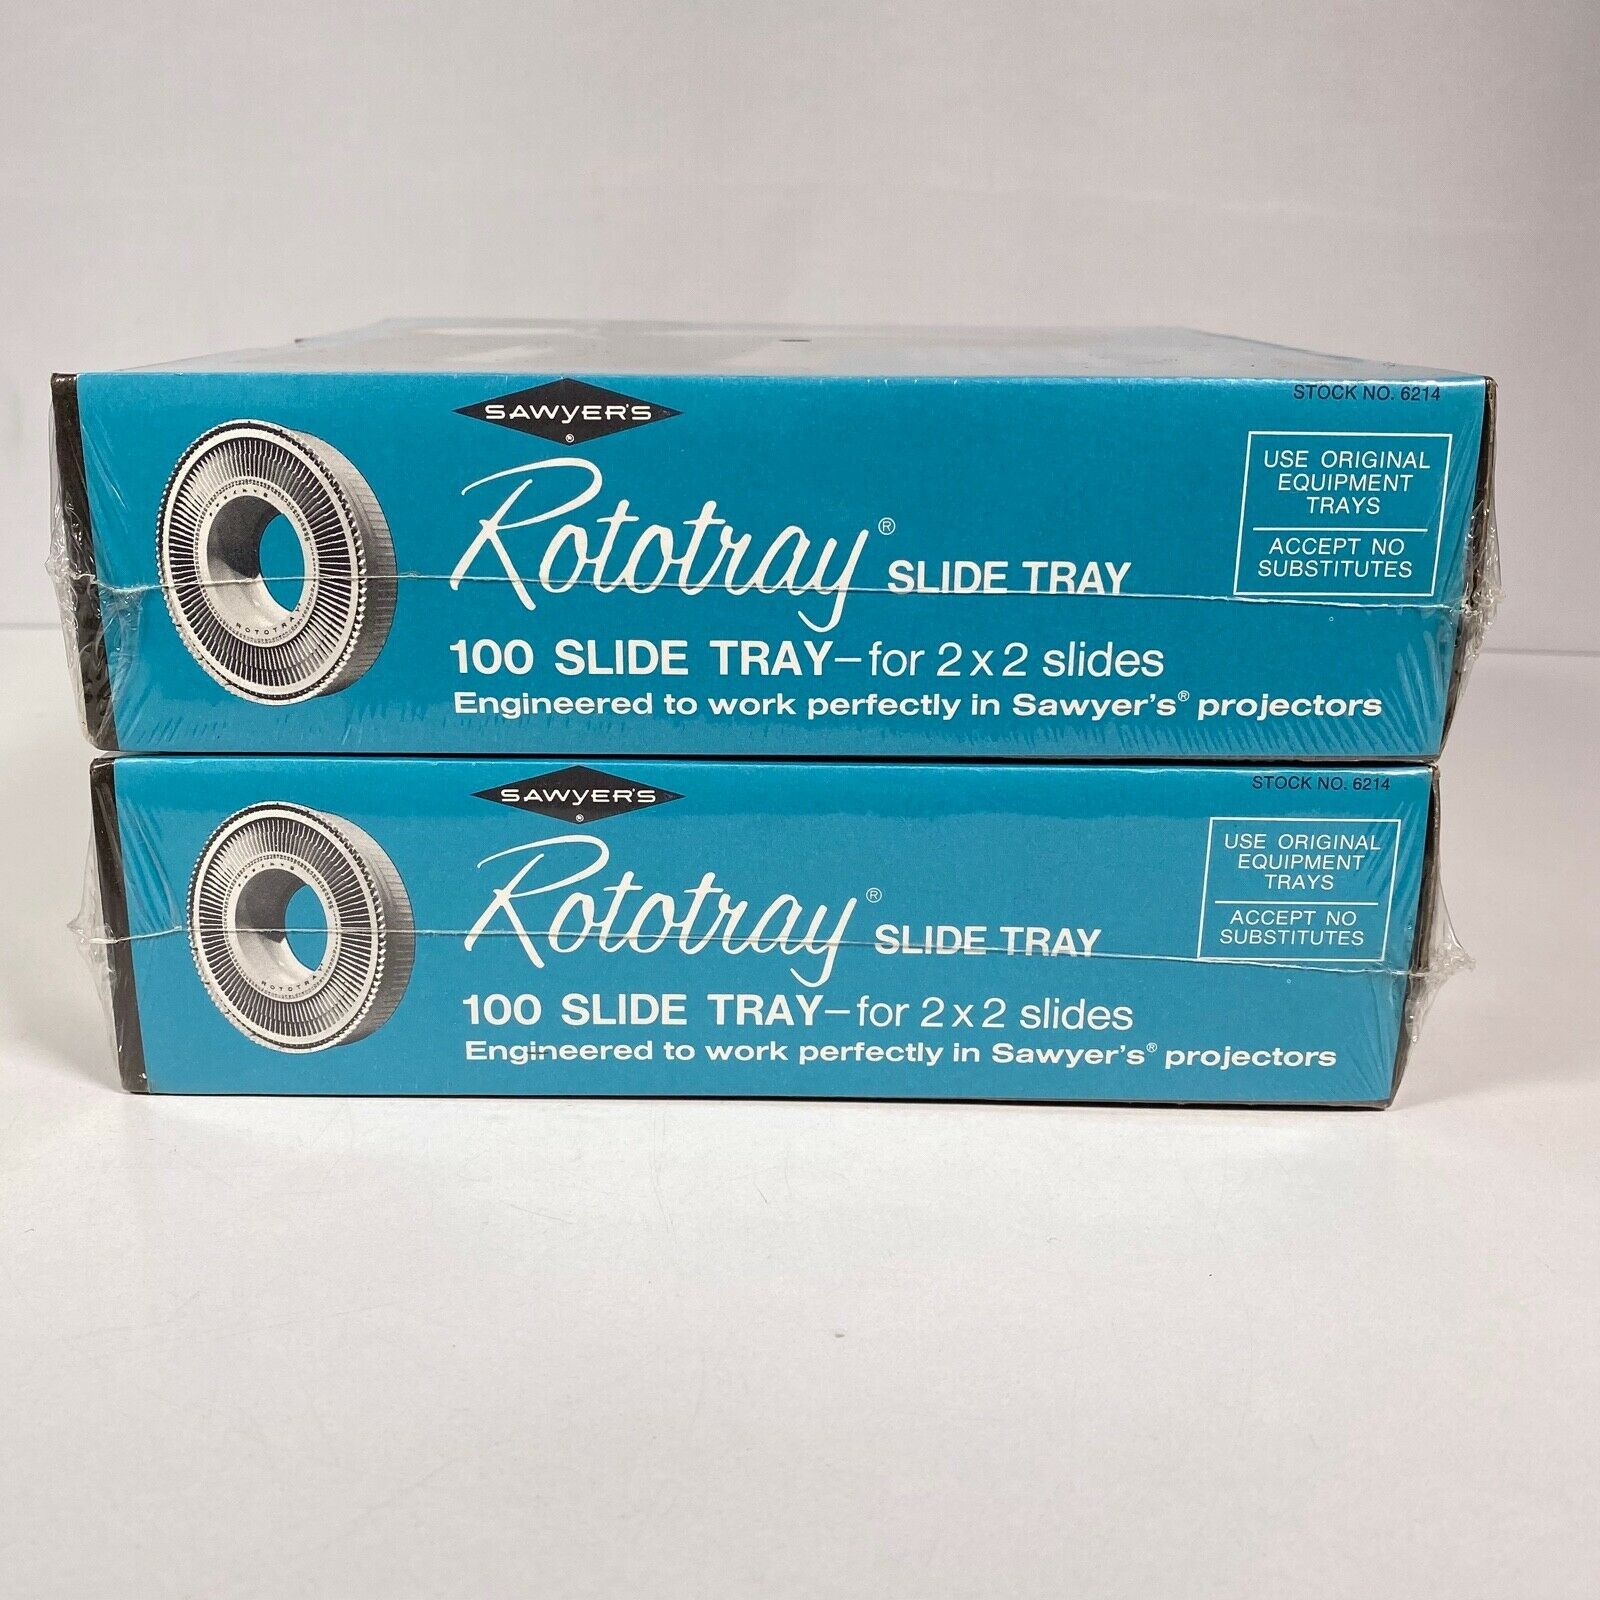 STOCK NO. 6214
SAWYER'S
®
USE ORIGINAL
EQUIPMENT
TRAYS
ACCEPT NO
SUBSTITUTES
Rototray® SLIDE TRAY
ROTOTRAY
100 SLIDE TRAY–for 2 x 2 slides
Engineered to work perfectly in Sawyer's® projectors
STOCK NO. 6214
SAWYER'S
®
USE ORIGINAL
EQUIPMENT
TRAYS
ACCEPT NO
SUBSTITUTES
Rototray® SLIDE TRAY
ROTOTRAY
100 SLIDE TRAY–for 2 x 2 slides
Engineered to work perfectly in Sawyer's® projectors